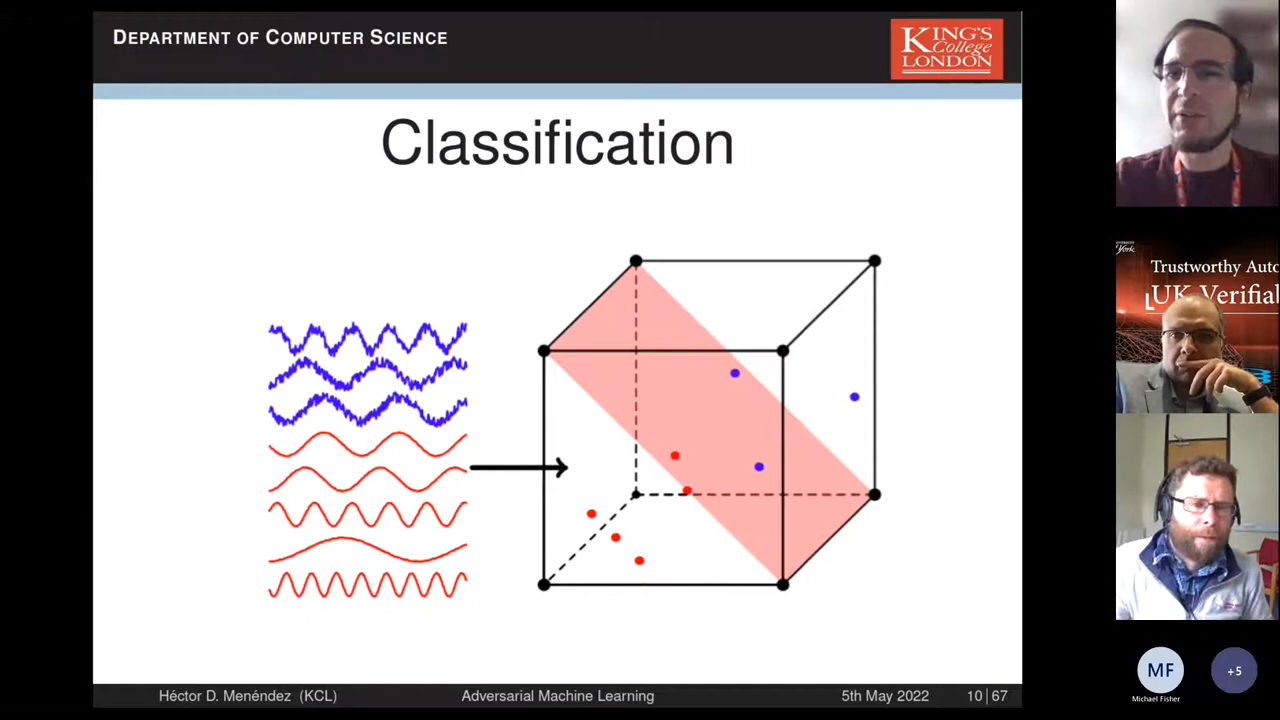 DEPARTMENT OF COMPUTER SCIENCE
KING'S
College
LONDON
Classification
Trustworthy Auto
UK Verifiab
Héctor D. Menéndez (KCL)
Adversarial Machine Learning
5th May 2022
10|67
MF
+5
Michael Fisher